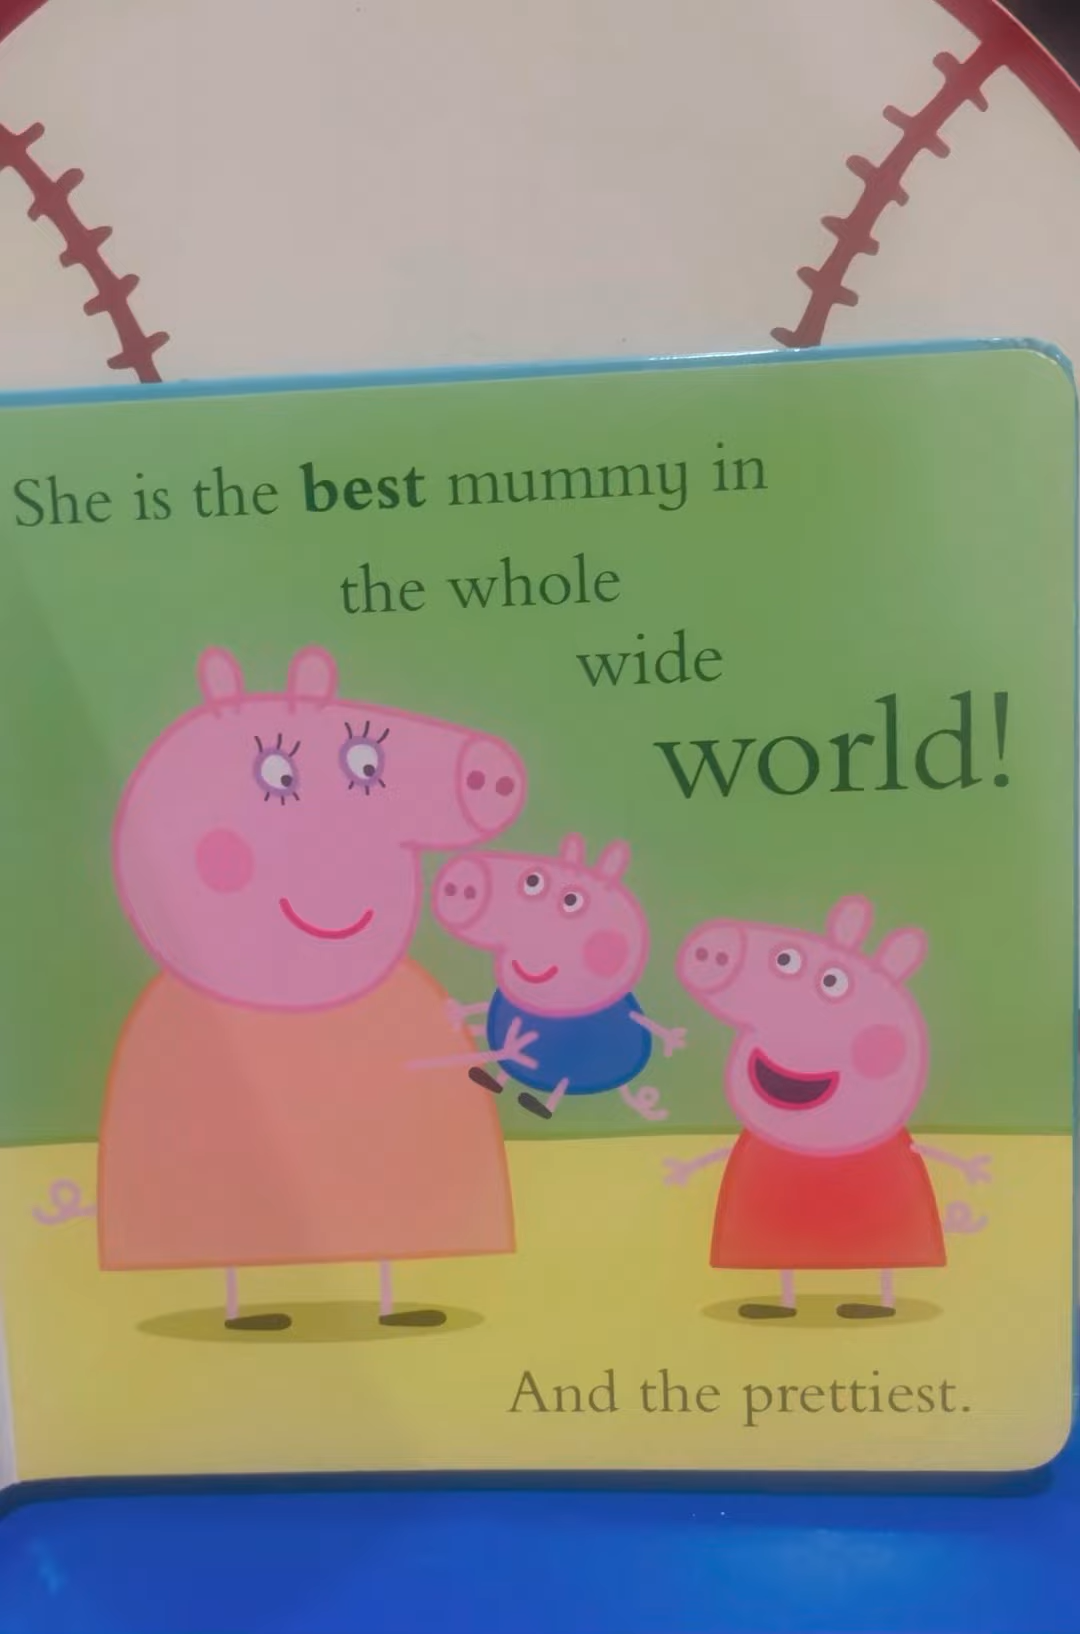 She is the best mummy in
the whole
wide
world!
And the prettiest.